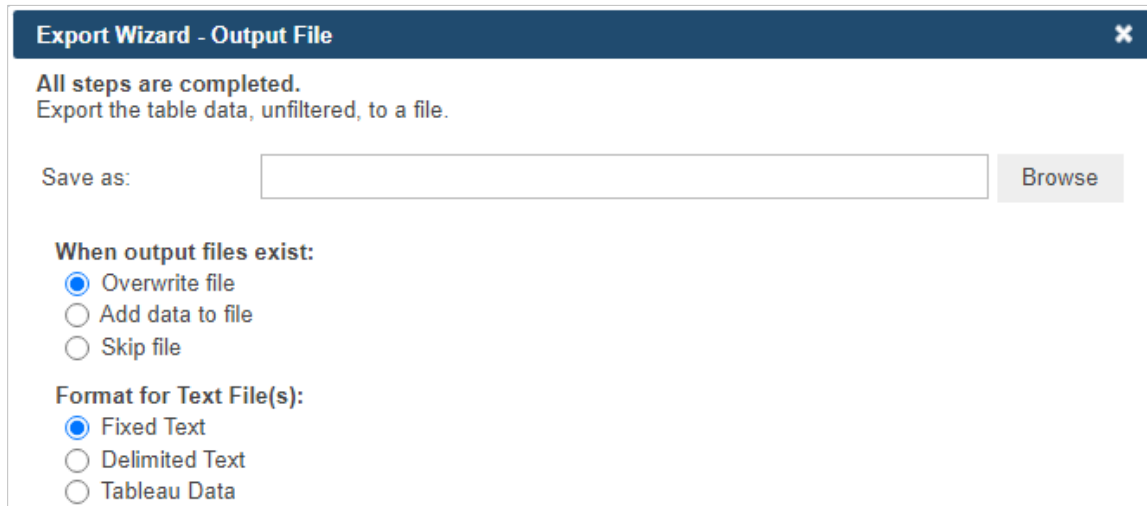 Export Wizard - Output File
All steps are completed.
Export the table data, unfiltered, to a file.
Save as:
Browse
When output files exist:
Overwrite file
Add data to file
Skip file
Format for Text File(s):
Fixed Text
Delimited Text
Tableau Data